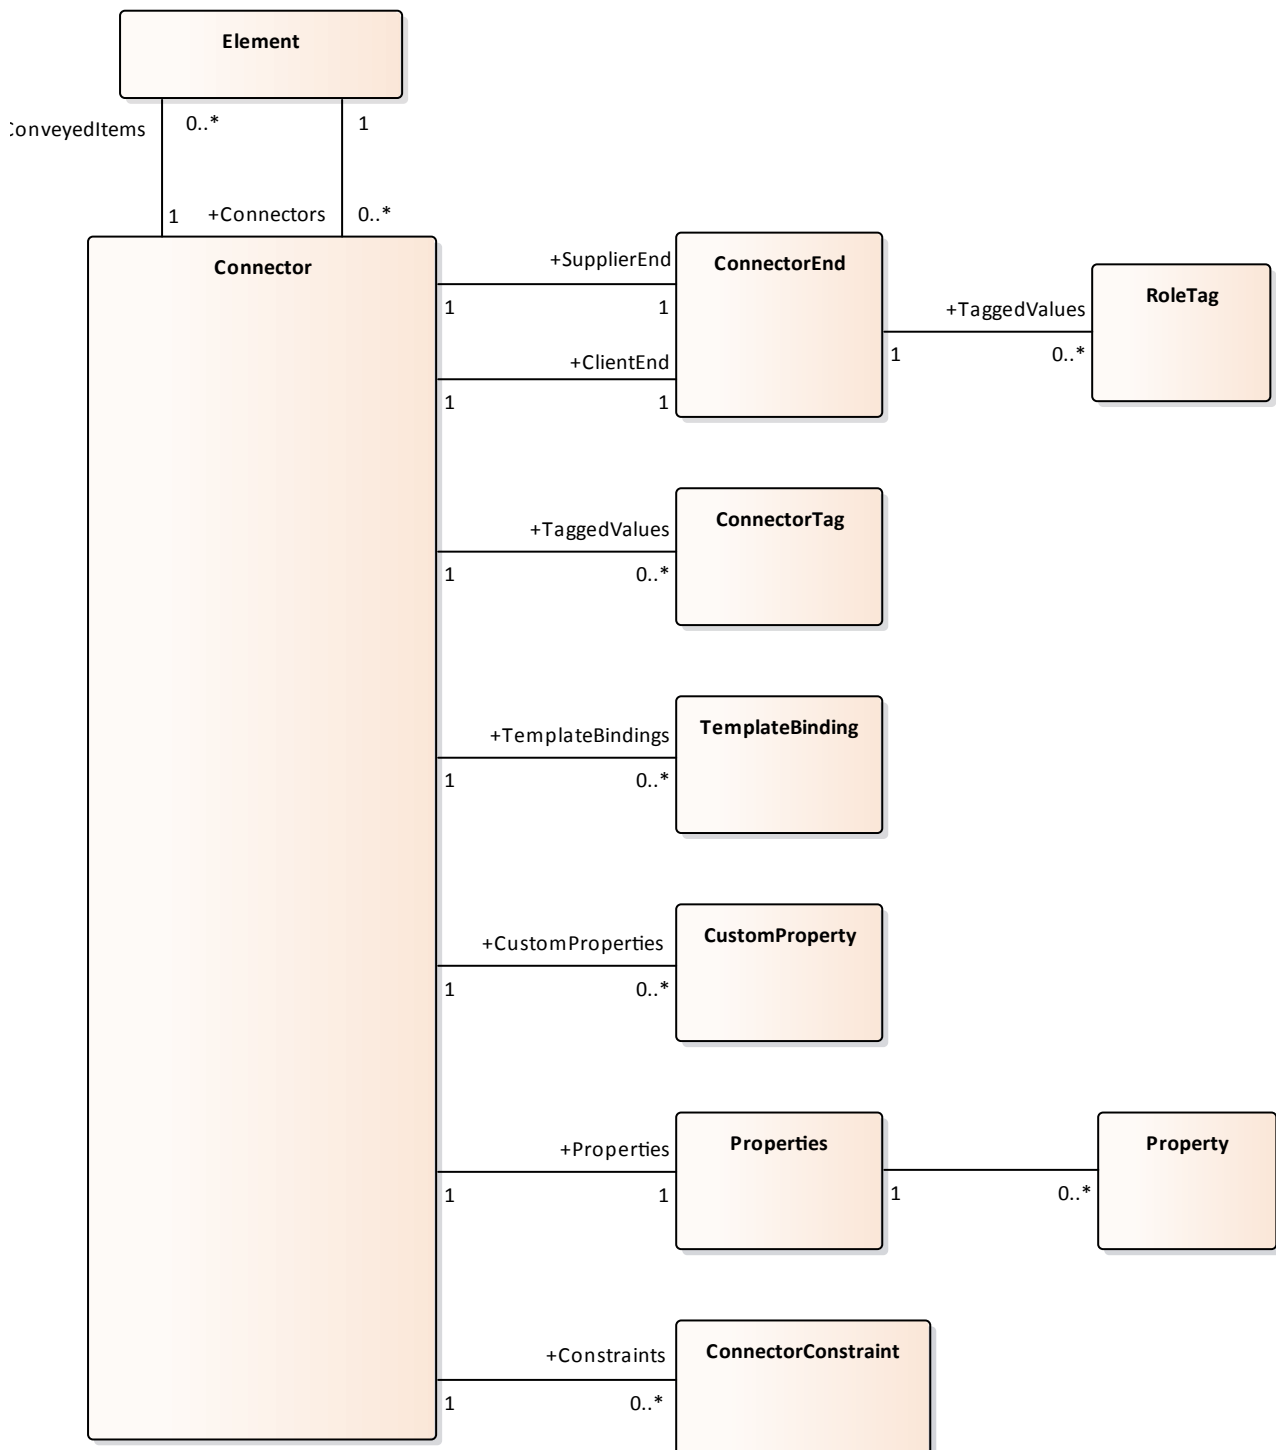 Element
ConveyedItems
0..*
1
1
+Connectors
0..*
Connector
+SupplierEnd
1
1
ConnectorEnd
+ClientEnd
1
1
+TaggedValues
1
0..*
RoleTag
+TaggedValues
1
0..*
ConnectorTag
+TemplateBindings
1
0..*
TemplateBinding
+CustomProperties
1
0..*
CustomProperty
+Properties
1
1
Properties
1
0..*
Property
+Constraints
1
0..*
ConnectorConstraint